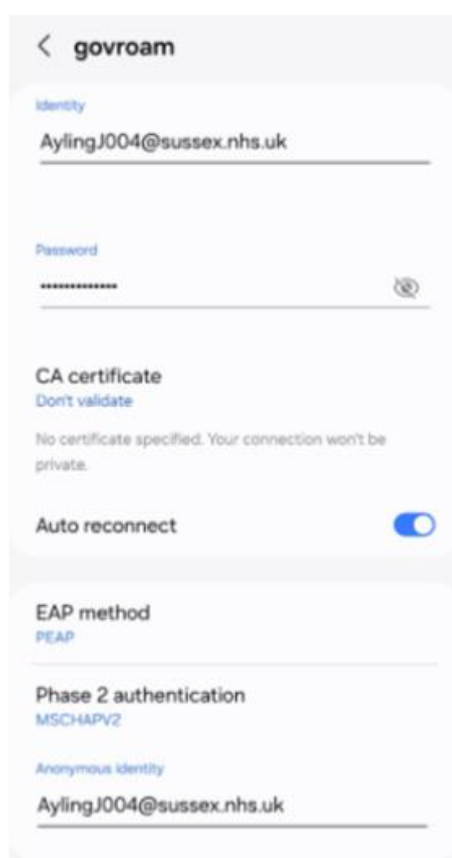 govroam
Identity
AylingJ004@sussex.nhs.uk
Password
•••••••••••••
CA certificate
Don't validate
No certificate specified. Your connection won't be
private.
Auto reconnect
EAP method
PEAP
Phase 2 authentication
MSCHAPV2
Anonymous Identity
AylingJ004@sussex.nhs.uk